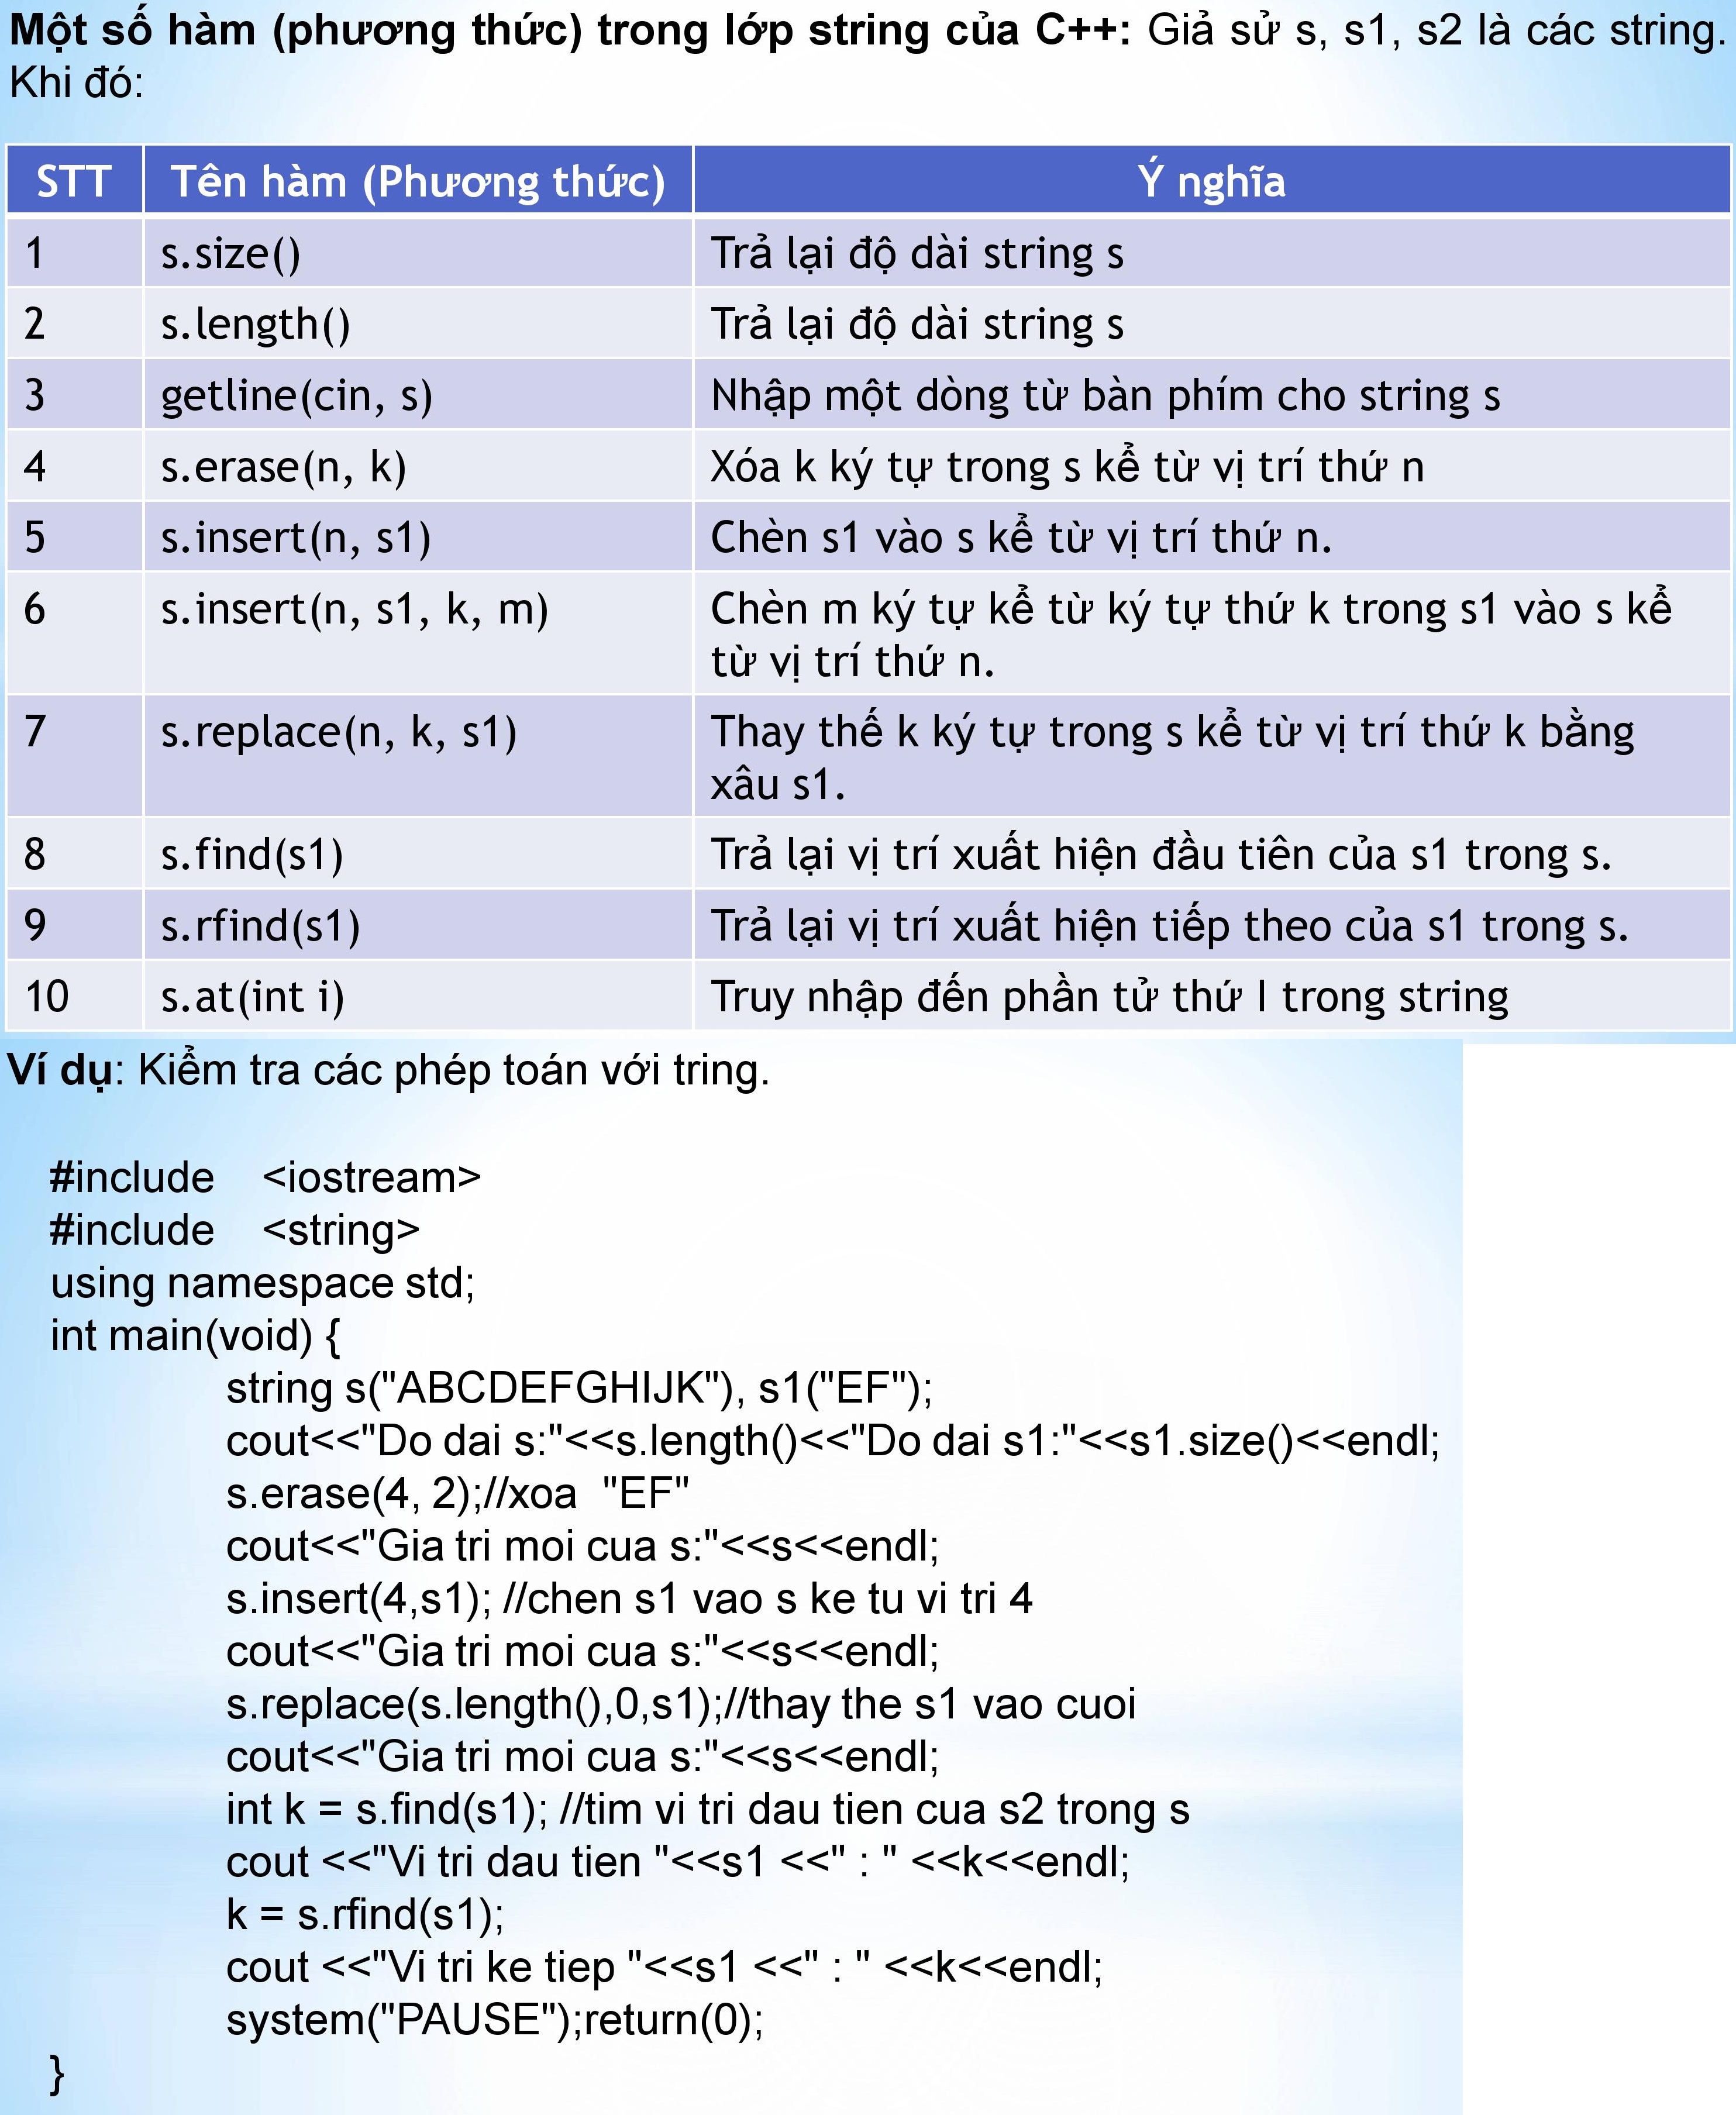 Một số hàm (phương thức) trong lớp string của C++: Giả sử s, s1, s2 là các string.
Khi đó:
STT Tên hàm (Phương thức) Ý nghĩa
1 s.size() Trả lại độ dài string s
2 s.length() Trả lại độ dài string s
3 getline(cin, s) Nhập một dòng từ bàn phím cho string s
4 s.erase(n, k) Xóa k ký tự trong s kể từ vị trí thứ n
5 s.insert(n, s1) Chèn s1 vào s kể từ vị trí thứ n.
6 s.insert(n, s1, k, m) Chèn m ký tự kể từ ký tự thứ k trong s1 vào s kể
từ vị trí thứ n.
7 s.replace(n, k, s1) Thay thế k ký tự trong s kể từ vị trí thứ k bằng
xâu s1.
8 s.find(s1) Trả lại vị trí xuất hiện đầu tiên của s1 trong s.
9 s.rfind(s1) Trả lại vị trí xuất hiện tiếp theo của s1 trong s.
10 s.at(int i) Truy nhập đến phần tử thứ I trong string
Ví dụ: Kiểm tra các phép toán với tring.
#include <iostream>
#include <string>
using namespace std;
int main(void) {
string s("ABCDEFGHIJK"), s1("EF");
cout<<"Do dai s:"<<s.length()<<"Do dai s1:"<<s1.size()<<endl;
s.erase(4, 2);//xoa "EF"
cout<<"Gia tri moi cua s:"<<s<<endl;
s.insert(4,s1); //chen s1 vao s ke tu vi tri 4
cout<<"Gia tri moi cua s:"<<s<<endl;
s.replace(s.length(),0,s1);//thay the s1 vao cuoi
cout<<"Gia tri moi cua s:"<<s<<endl;
int k = s.find(s1); //tim vi tri dau tien cua s2 trong s
cout <<"Vi tri dau tien "<<s1 <<" : " <<k<<endl;
k = s.rfind(s1);
cout <<"Vi tri ke tiep "<<s1 <<" : " <<k<<endl;
system("PAUSE");return(0);
}